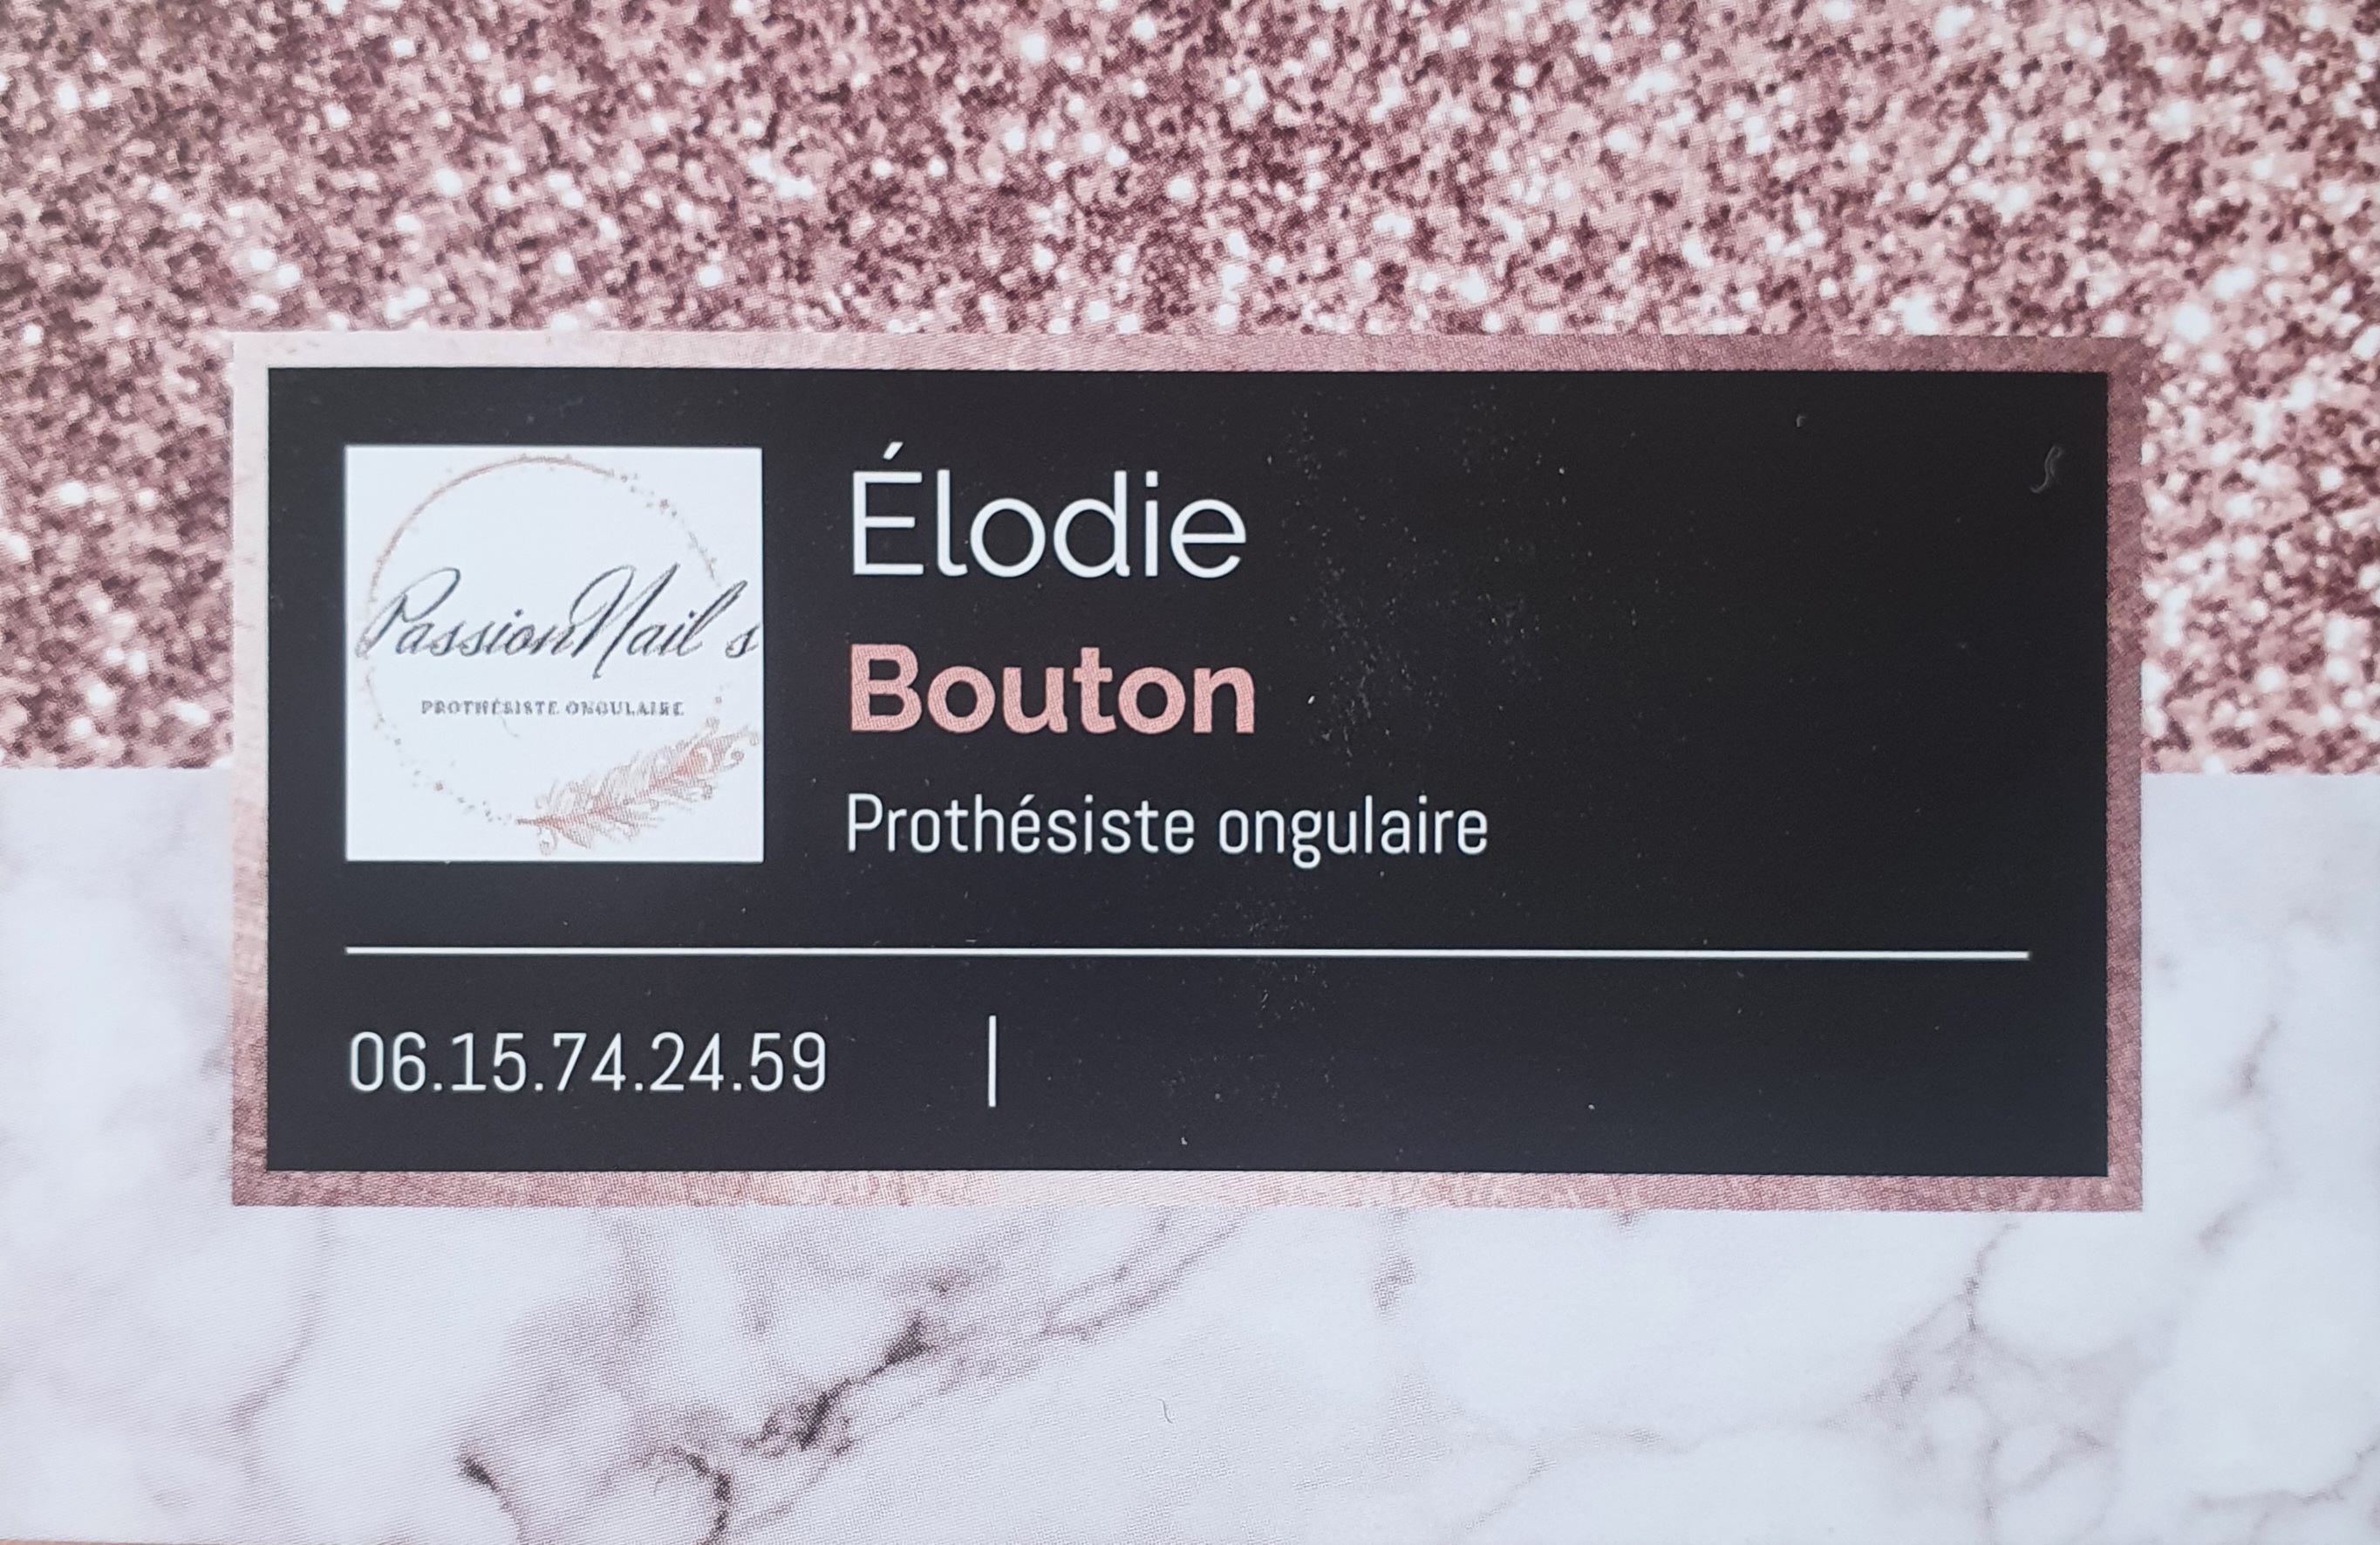 PassionNail s
PROTHÉSISTE ONGULAIRE
Élodie
Bouton
Prothésiste ongulaire
06.15.74.24.59 |